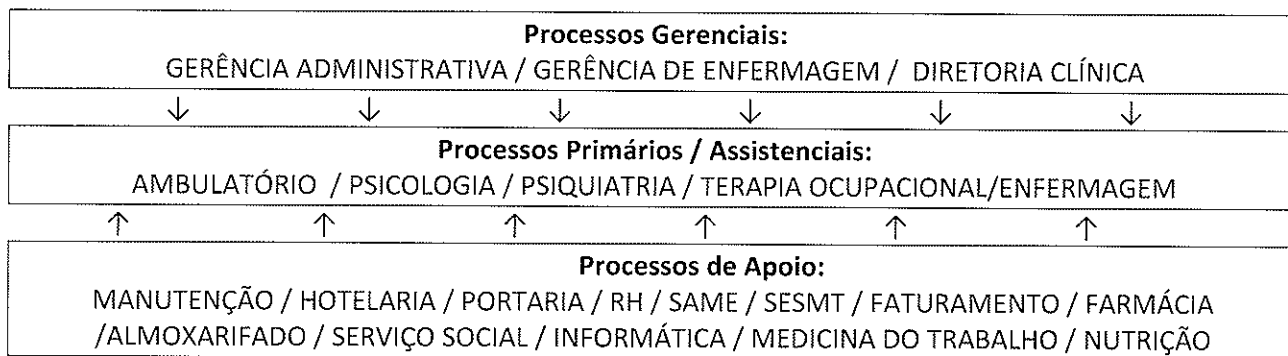 Processos Gerenciais:
GERÊNCIA ADMINISTRATIVA / GERÊNCIA DE ENFERMAGEM / DIRETORIA CLÍNICA
Processos Primários / Assistenciais:
AMBULATÓRIO / PSICOLOGIA / PSIQUIATRIA / TERAPIA OCUPACIONAL/ENFERMAGEM
Processos de Apoio:
MANUTENÇÃO / HOTELARIA / PORTARIA / RH / SAME / SESMT / FATURAMENTO / FARMÁCIA
/ALMOXARIFADO / SERVIÇO SOCIAL / INFORMÁTICA / MEDICINA DO TRABALHO / NUTRIÇÃO